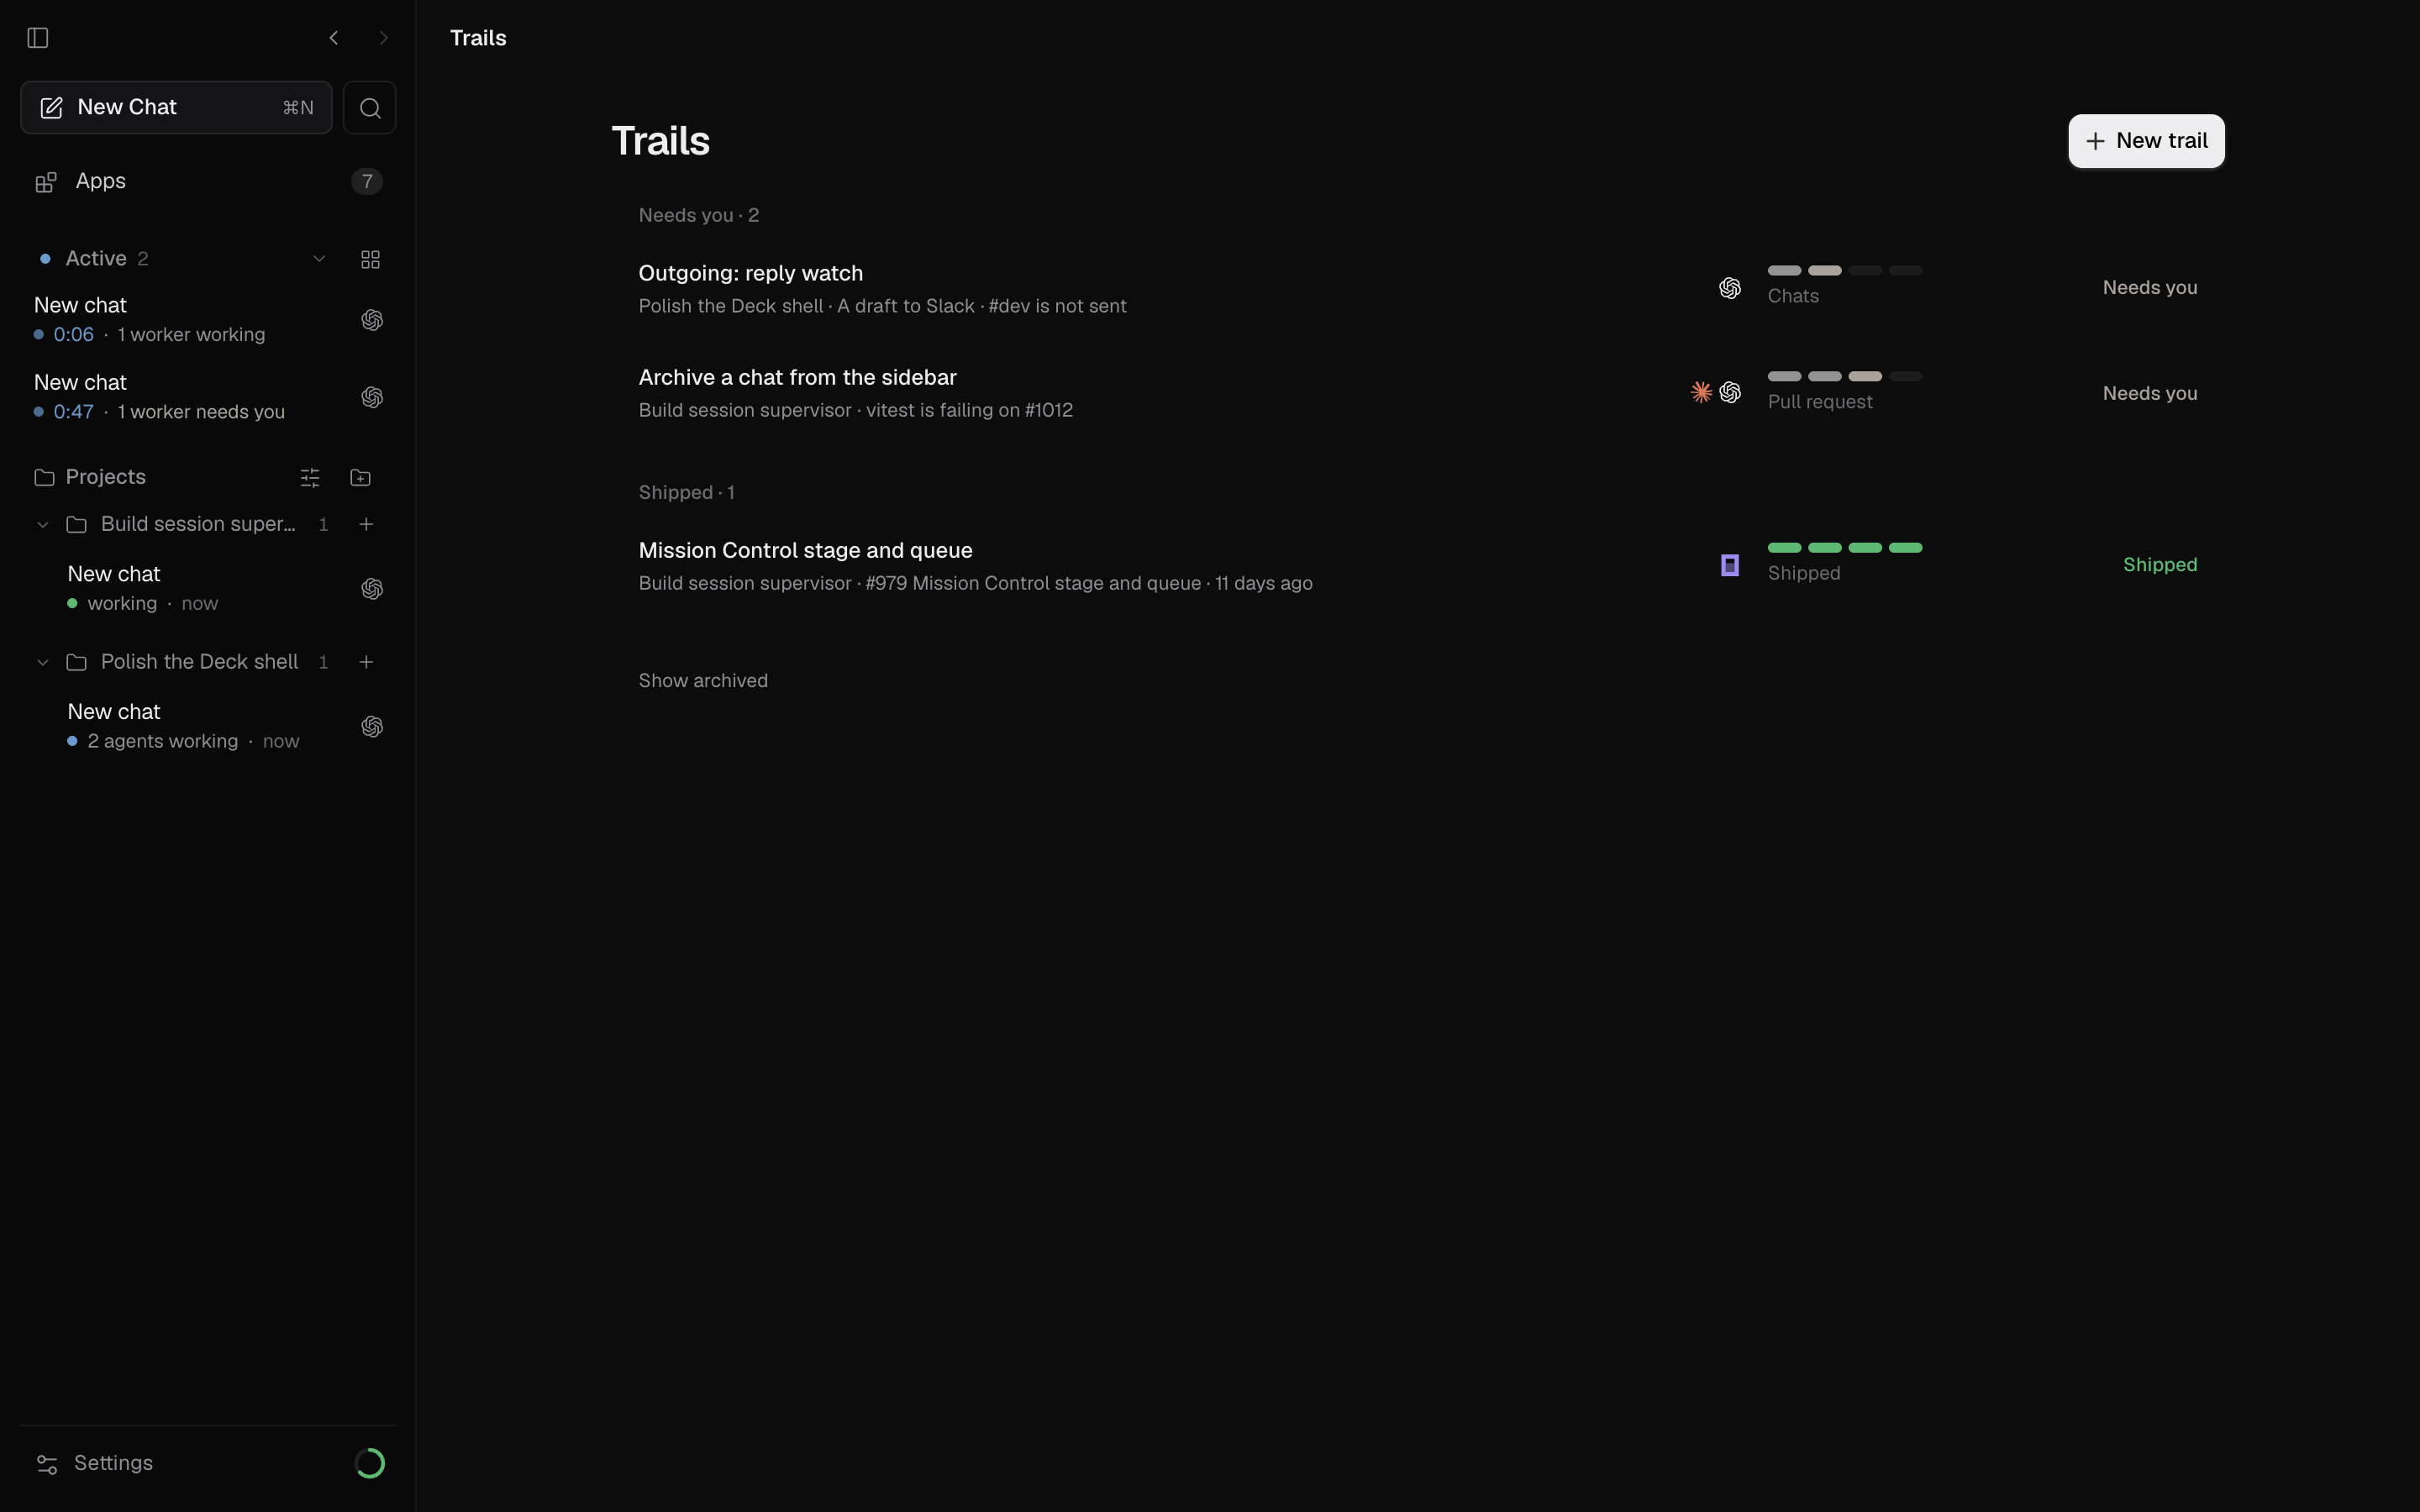 Trails
New Chat ⌘N
Apps 7
Active 2
New chat
0:06 · 1 worker working
New chat
0:47 · 1 worker needs you
Projects
Build session super... 1
New chat
working · now
Polish the Deck shell 1
New chat
2 agents working · now
Settings
Trails
New trail
Needs you · 2
Outgoing: reply watch
Polish the Deck shell · A draft to Slack · #dev is not sent
Chats
Needs you
Archive a chat from the sidebar
Build session supervisor · vitest is failing on #1012
Pull request
Needs you
Shipped · 1
Mission Control stage and queue
Build session supervisor · #979 Mission Control stage and queue · 11 days ago
Shipped
Shipped
Show archived